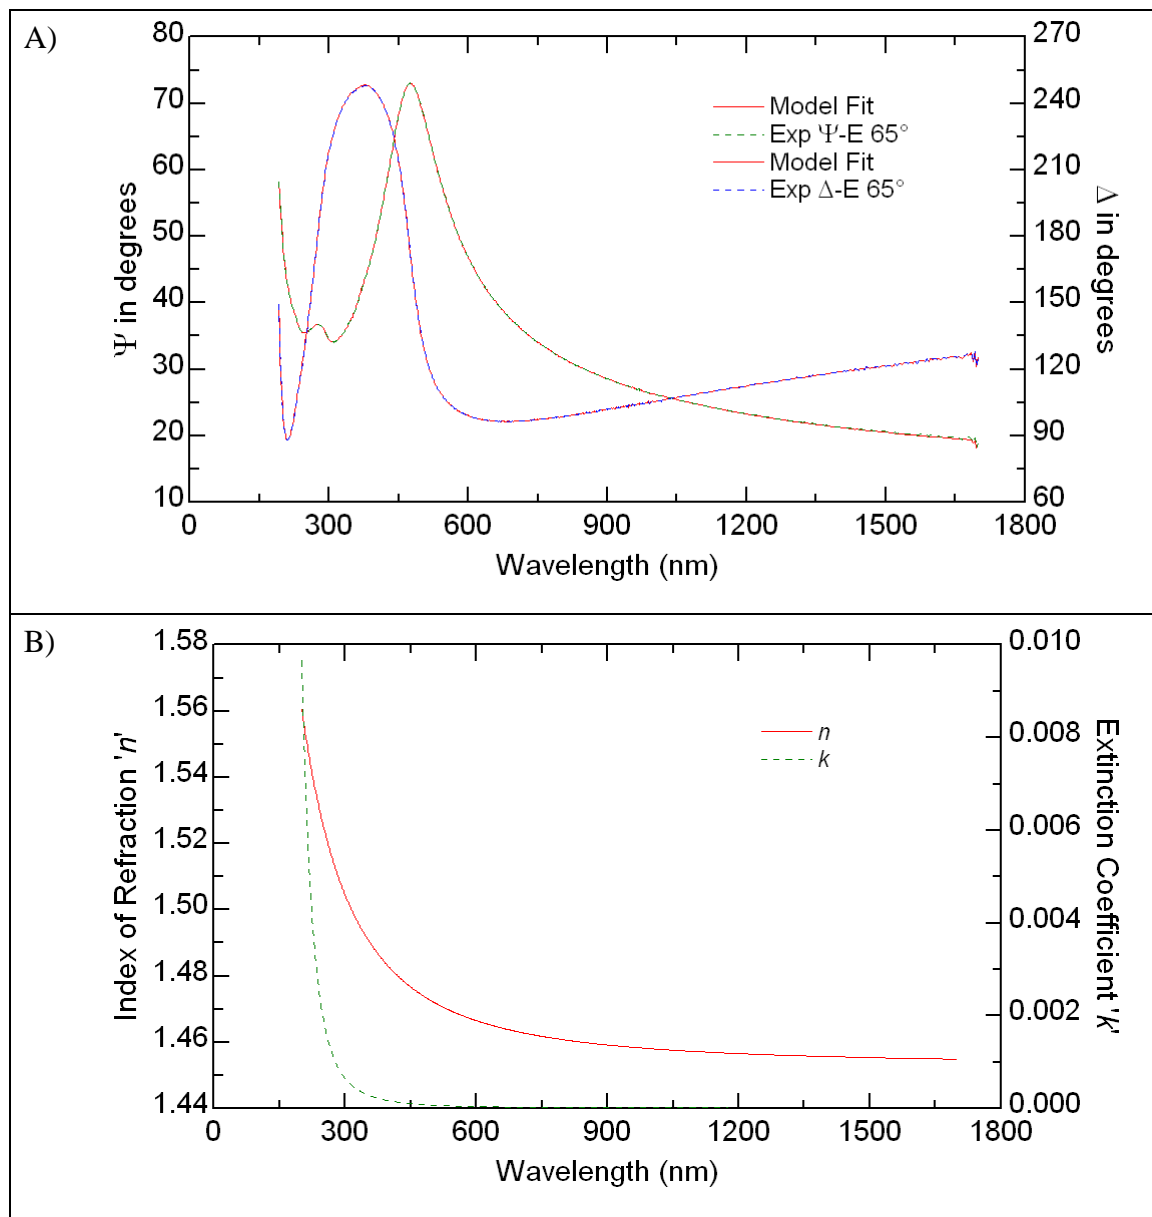 A)
80
70
60
50
40
30
20
10
Ψ in degrees
270
240
210
180
150
120
90
60
Δ in degrees
Model Fit
Exp Ψ-E 65°
Model Fit
Exp Δ-E 65°
0 300 600 900 1200 1500 1800
Wavelength (nm)
B)
1.58
1.56
1.54
1.52
1.50
1.48
1.46
1.44
Index of Refraction 'n'
0.010
0.008
0.006
0.004
0.002
0.000
Extinction Coefficient 'k'
n
k
0 300 600 900 1200 1500 1800
Wavelength (nm)